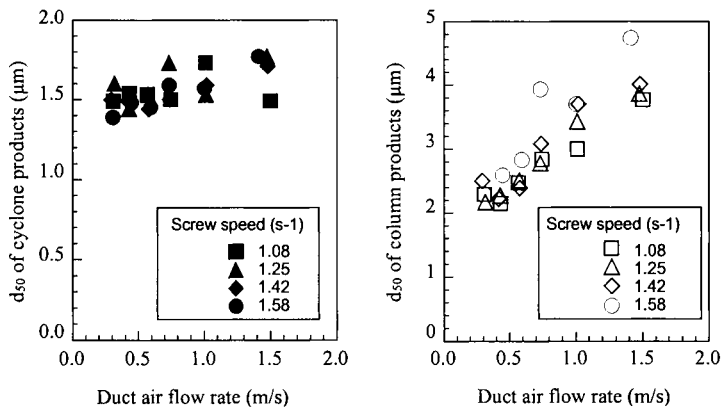 2.0
1.5
1.0
0.5
0.0
d50 of cyclone products (μm)
Screw speed (s-1)
1.08
1.25
1.42
1.58
0.0 0.5 1.0 1.5 2.0
Duct air flow rate (m/s)
5
4
3
2
1
0
d50 of column products (μm)
Screw speed (s-1)
1.08
1.25
1.42
1.58
0.0 0.5 1.0 1.5 2.0
Duct air flow rate (m/s)